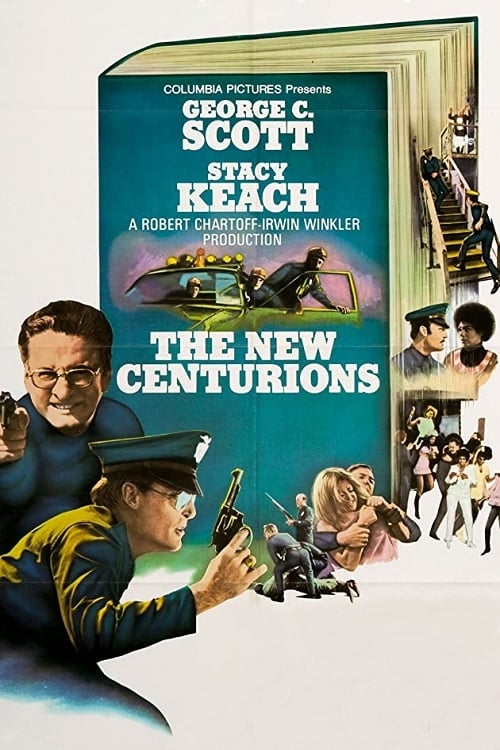 COLUMBIA PICTURES Presents
GEORGE C.
SCOTT
STACY
KEACH
A ROBERT CHARTOFF-IRWIN WINKLER
PRODUCTION
THE NEW
CENTURIONS